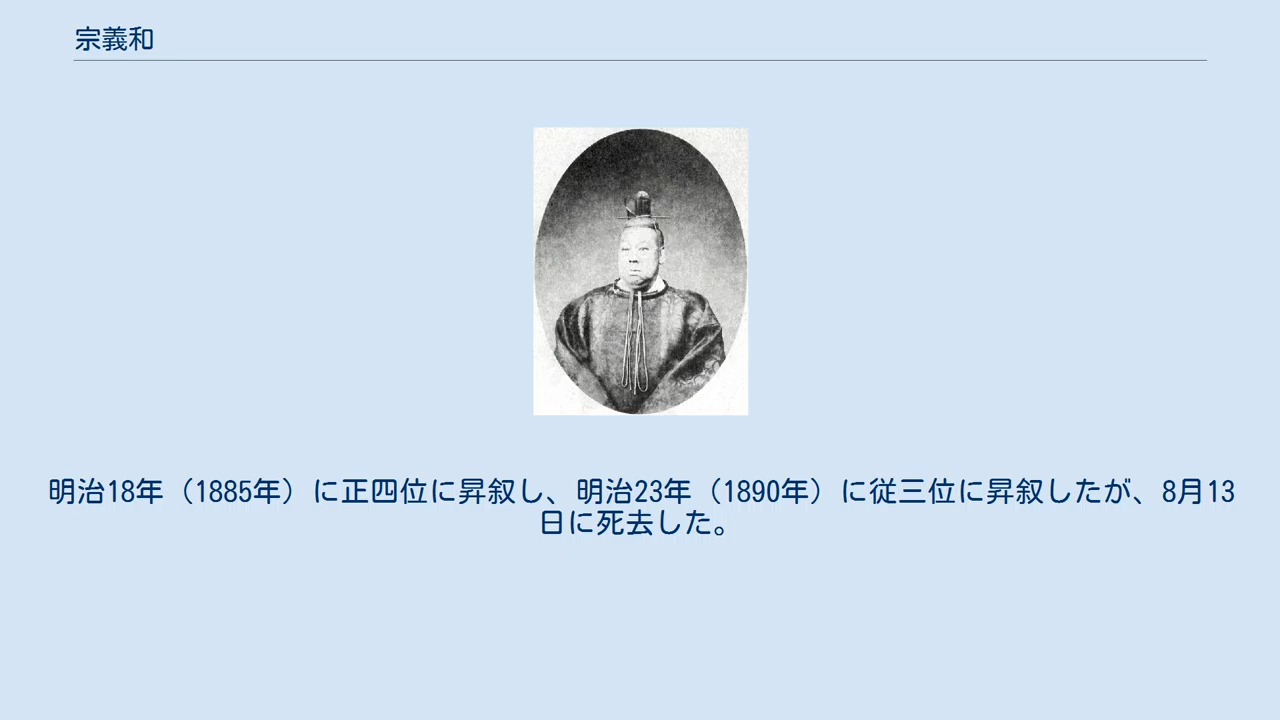 宗義和
明治18年（1885年）に正四位に昇叙し、明治23年（1890年）に従三位に昇叙したが、8月13
日に死去した。